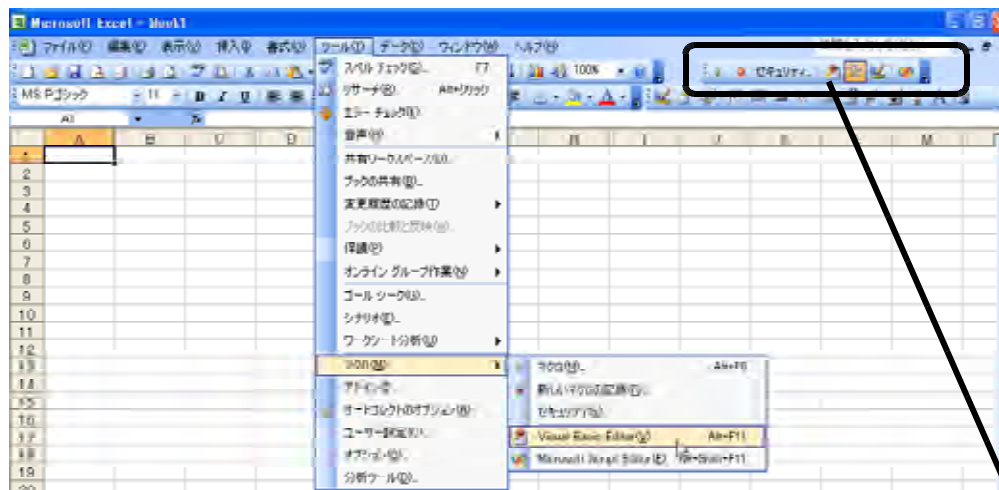 Microsoft Excel - Book1
ファイル(F) 編集(E) 表示(V) 挿入(I) 書式(O) ツール(T) データ(D) ウィンドウ(W) ヘルプ(H)
100% セキュリティ...
MS Pゴシック 11 B I U
A1 fx
A B C D H I J K M
スペル チェック(S)... F7
リサーチ(R)... Alt+クリック
エラー チェック(K)...
音声(H)
共有ワークスペース(D)...
ブックの共有(B)...
変更履歴の記録(T)
ブックの比較と反映(W)...
保護(P)
オンライン グループ作業(N)
ゴール シーク(G)...
シナリオ(E)...
ワークシート分析(U)
マクロ(M)
アドイン(I)...
オートコレクトのオプション(A)...
ユーザー設定(C)...
オプション(O)...
分析ツール(D)...
マクロ(M)... Alt+F8
新しいマクロの記録(R)...
セキュリティ(S)...
Visual Basic Editor(V) Alt+F11
Microsoft Script Editor(E) Alt+Shift+F11
1
2
3
4
5
6
7
8
9
10
11
12
13
14
15
16
17
18
19
20